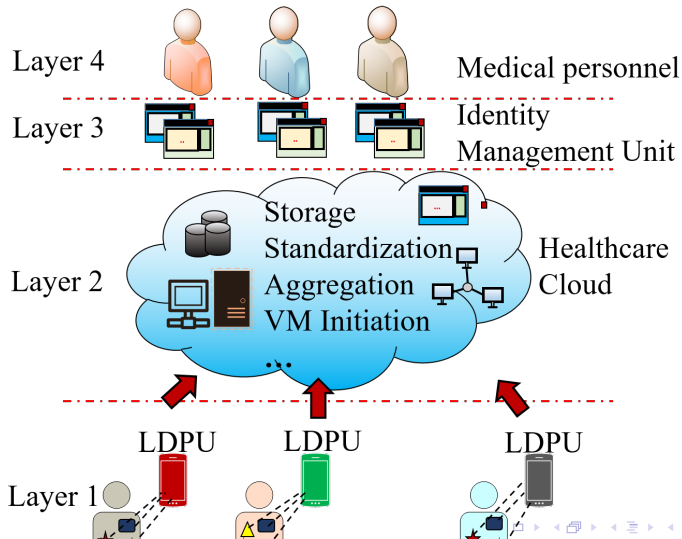 Layer 4
Medical personnel
Layer 3
Identity
Management Unit
Storage
Standardization
Layer 2
Aggregation
VM Initiation
...
Healthcare
Cloud
LDPU
LDPU
LDPU
Layer 1